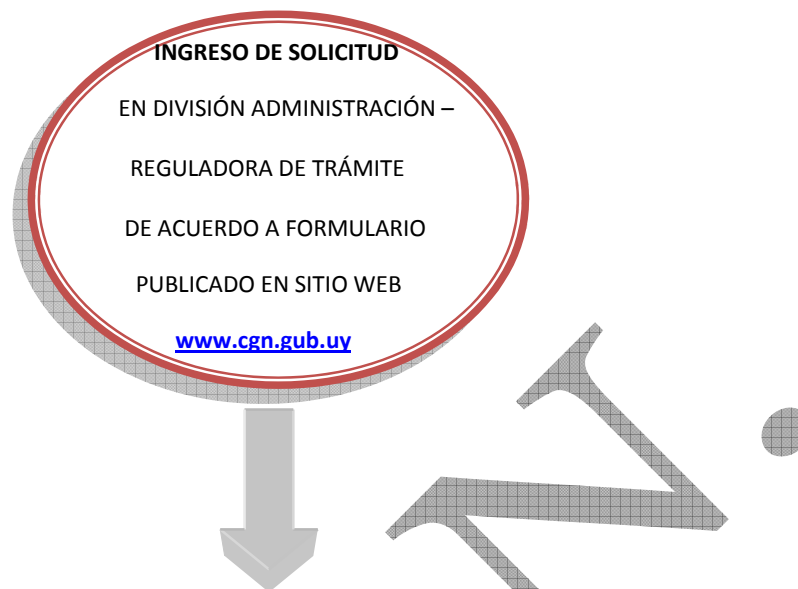 INGRESO DE SOLICITUD
EN DIVISIÓN ADMINISTRACIÓN –
REGULADORA DE TRÁMITE
DE ACUERDO A FORMULARIO
PUBLICADO EN SITIO WEB
www.cgn.gub.uy
N.